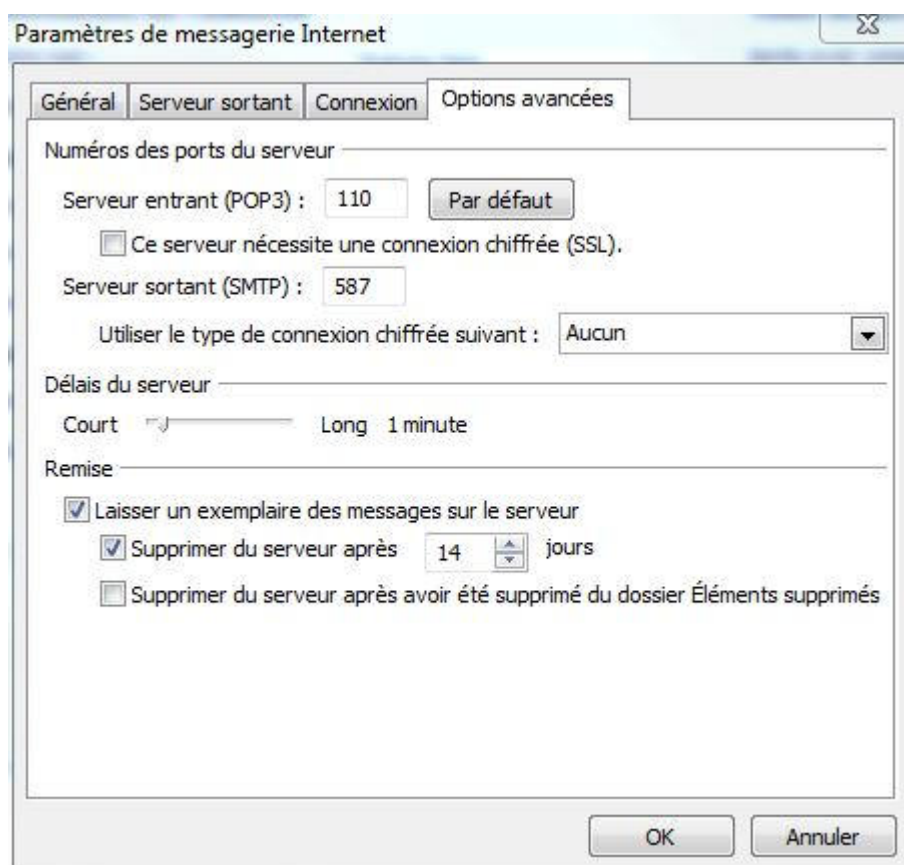 Paramètres de messagerie Internet
Général Serveur sortant Connexion Options avancées
Numéros des ports du serveur
Serveur entrant (POP3) : 110 Par défaut
Ce serveur nécessite une connexion chiffrée (SSL).
Serveur sortant (SMTP) : 587
Utiliser le type de connexion chiffrée suivant : Aucun
Délais du serveur
Court Long 1 minute
Remise
Laisser un exemplaire des messages sur le serveur
Supprimer du serveur après 14 jours
Supprimer du serveur après avoir été supprimé du dossier Éléments supprimés
OK Annuler